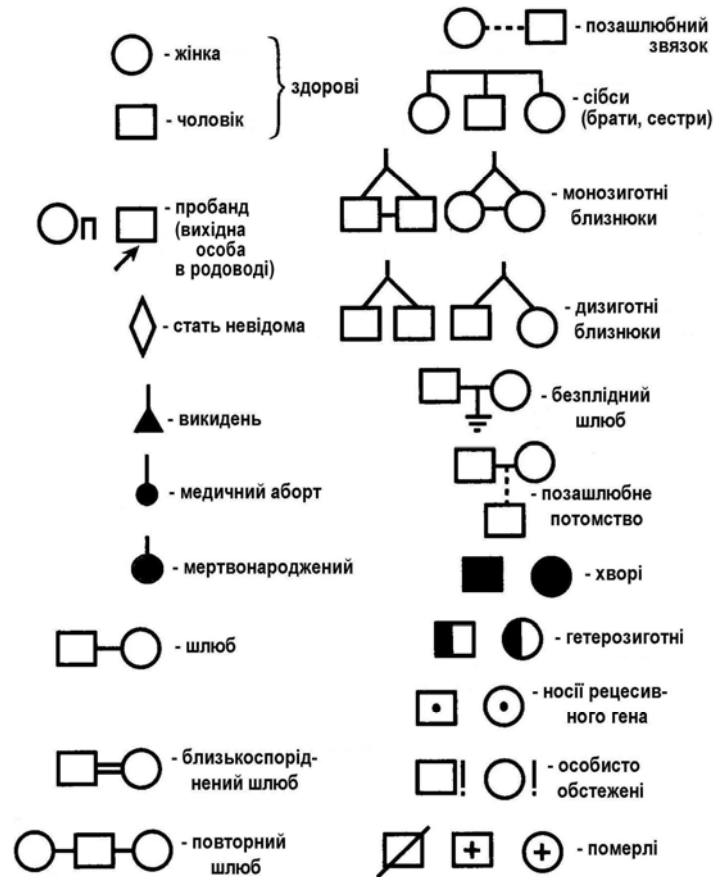 - жінка
- чоловік
здорові
П
- пробанд
(вихідна
особа
в родоводі)
- стать невідома
- викидень
- медичний аборт
- мертвонароджений
- шлюб
- близькоспорід-
нений шлюб
- повторний
шлюб
- позашлюбний
звязок
- сібси
(брати, сестри)
- монозиготні
близнюки
- дизиготні
близнюки
- безплідний
шлюб
- позашлюбне
потомство
- хворі
- гетерозиготні
- носії рецесив-
ного гена
! ! - особисто
обстежені
- померлі